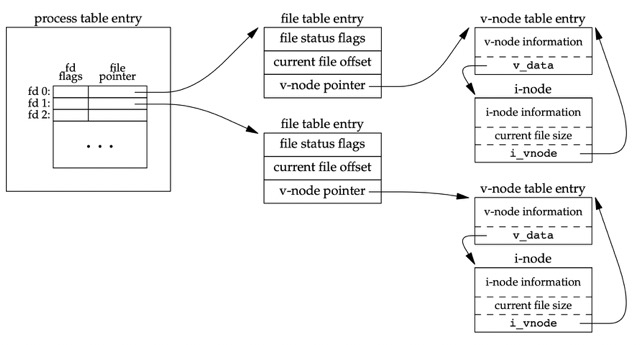 process table entry
fd flags
file pointer
fd 0:
fd 1:
fd 2:
• • •
file table entry
file status flags
current file offset
v-node pointer
file table entry
file status flags
current file offset
v-node pointer
v-node table entry
v-node information
v_data
i-node
i-node information
current file size
i_vnode
v-node table entry
v-node information
v_data
i-node
i-node information
current file size
i_vnode